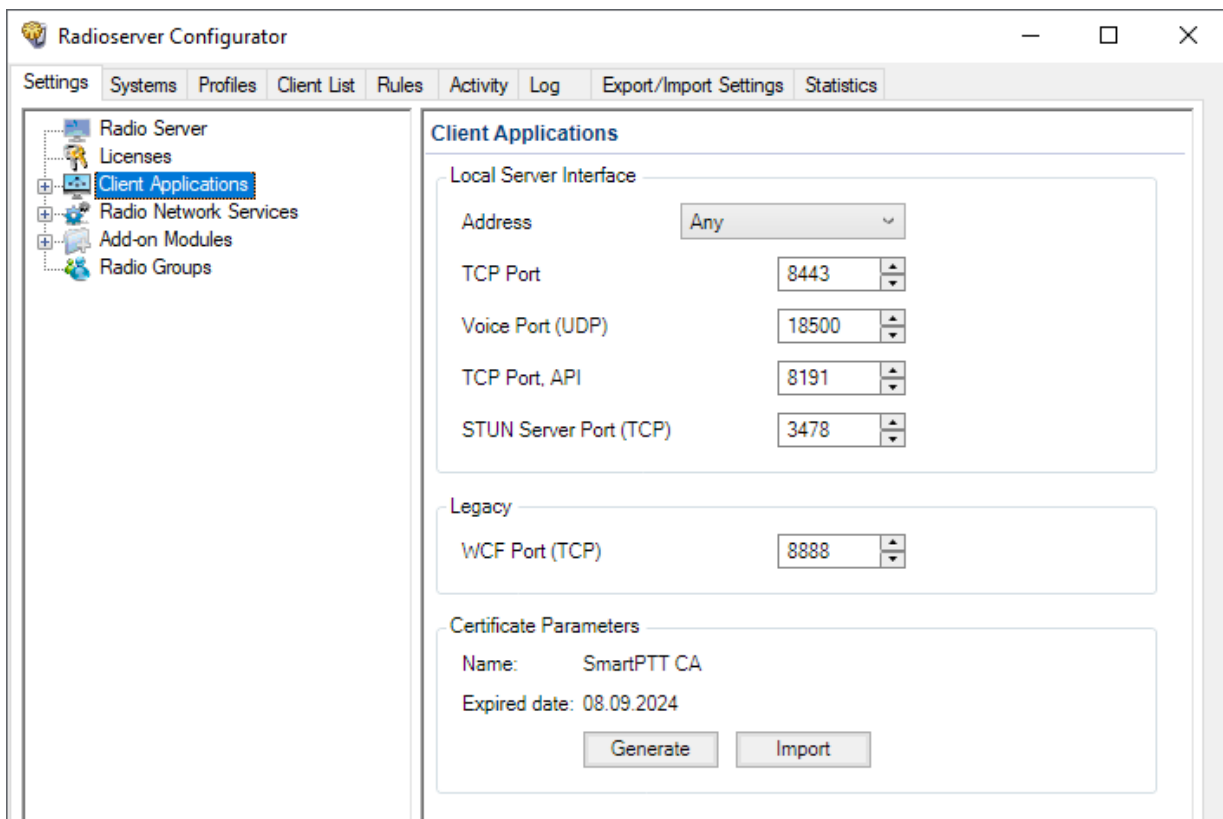 Radioserver Configurator
Settings Systems Profiles Client List Rules Activity Log Export/Import Settings Statistics
Radio Server
Licenses
Client Applications
Radio Network Services
Add-on Modules
Radio Groups
Client Applications
Local Server Interface
Address Any
TCP Port 8443
Voice Port (UDP) 18500
TCP Port, API 8191
STUN Server Port (TCP) 3478
Legacy
WCF Port (TCP) 8888
Certificate Parameters
Name: SmartPTT CA
Expired date: 08.09.2024
Generate Import